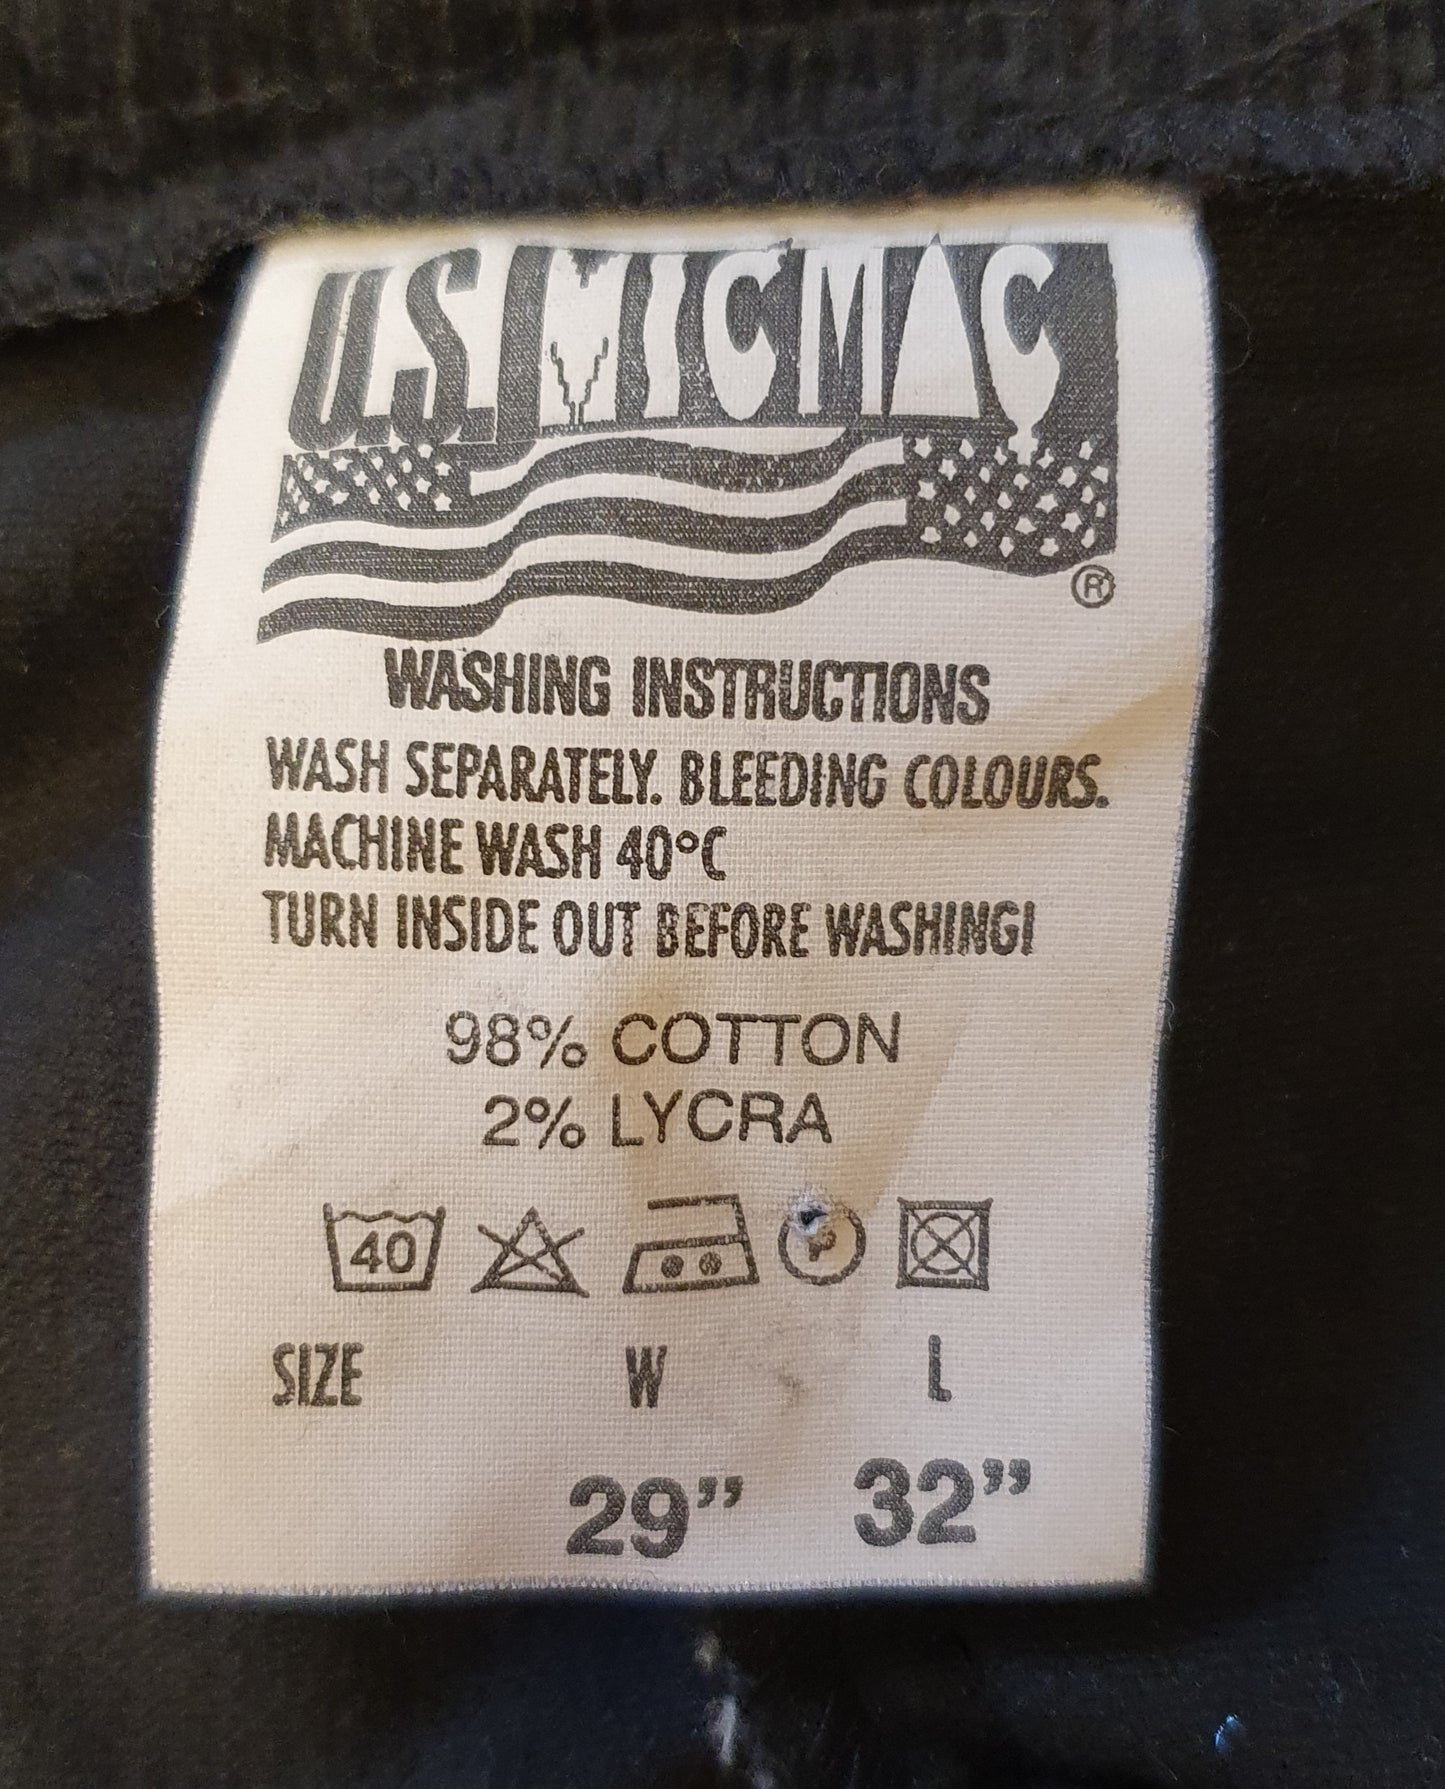 U.S. MICMAC
®
WASHING INSTRUCTIONS
WASH SEPARATELY. BLEEDING COLOURS.
MACHINE WASH 40°C
TURN INSIDE OUT BEFORE WASHING!
98% COTTON
2% LYCRA
40 P
SIZE W L
29” 32”